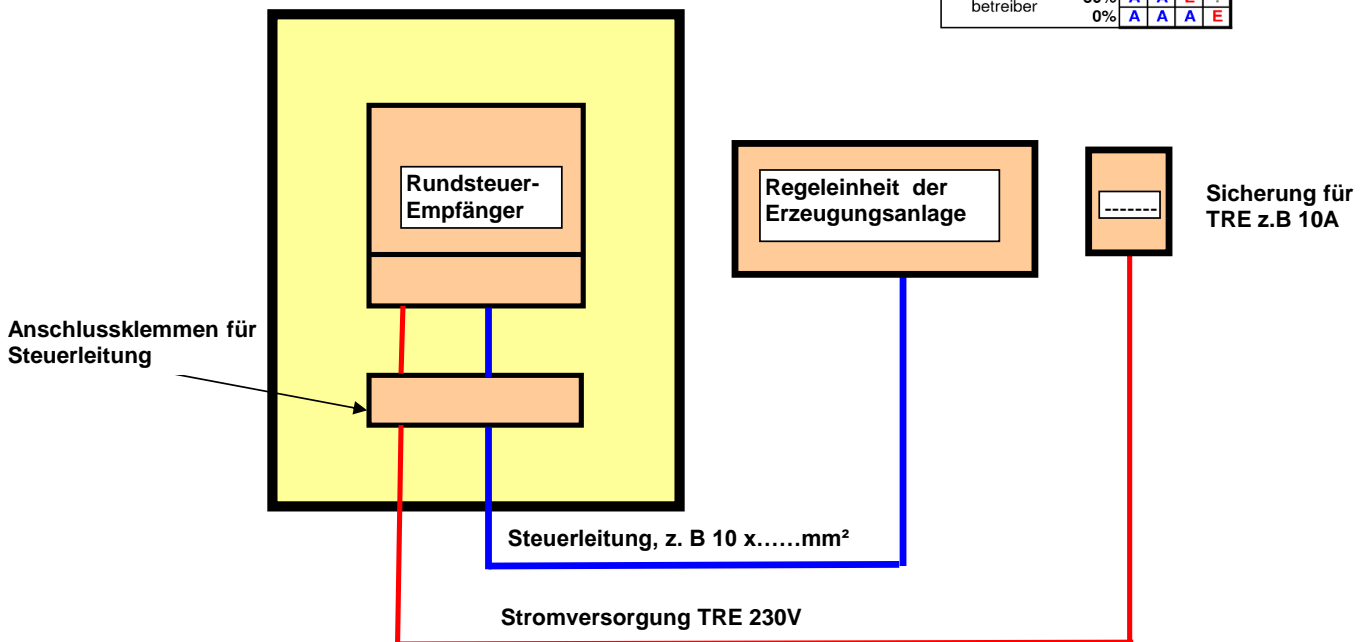 betreiber
0% A A A E
Rundsteuer-
Empfänger
Regeleinheit der
Erzeugungsanlage
-------
Sicherung für
TRE z.B 10A
Anschlussklemmen für
Steuerleitung
Steuerleitung, z. B 10 x......mm²
Stromversorgung TRE 230V